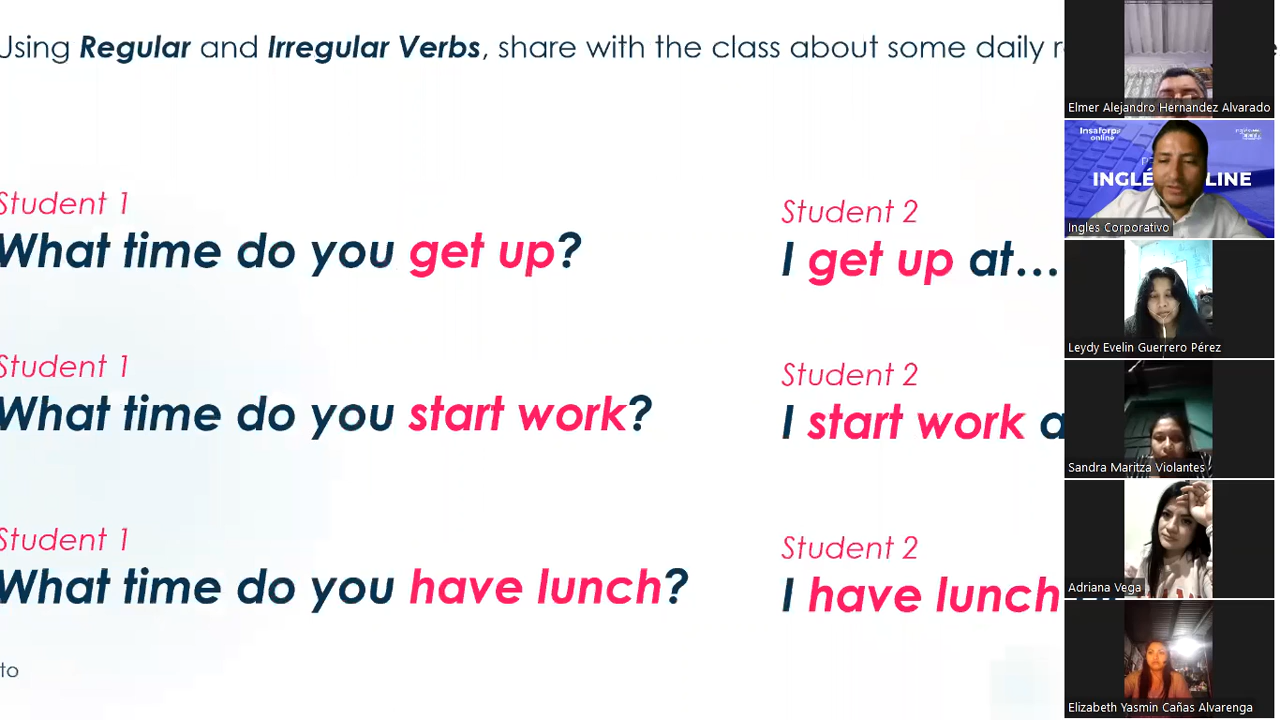 Using Regular and Irregular Verbs, share with the class about some daily
Student 1
What time do you get up?
Student 2
I get up at...
Student 1
What time do you start work?
Student 2
I start work
Student 1
What time do you have lunch?
Student 2
I have lunch
to
Elmer Alejandro Hernandez Alvarado
Insaforp
online
INGLÉ LINE
Ingles Corporativo
Leydy Evelin Guerrero Pérez
Sandra Maritza Violantes
Adriana Vega
Elizabeth Yasmin Cañas Alvarenga